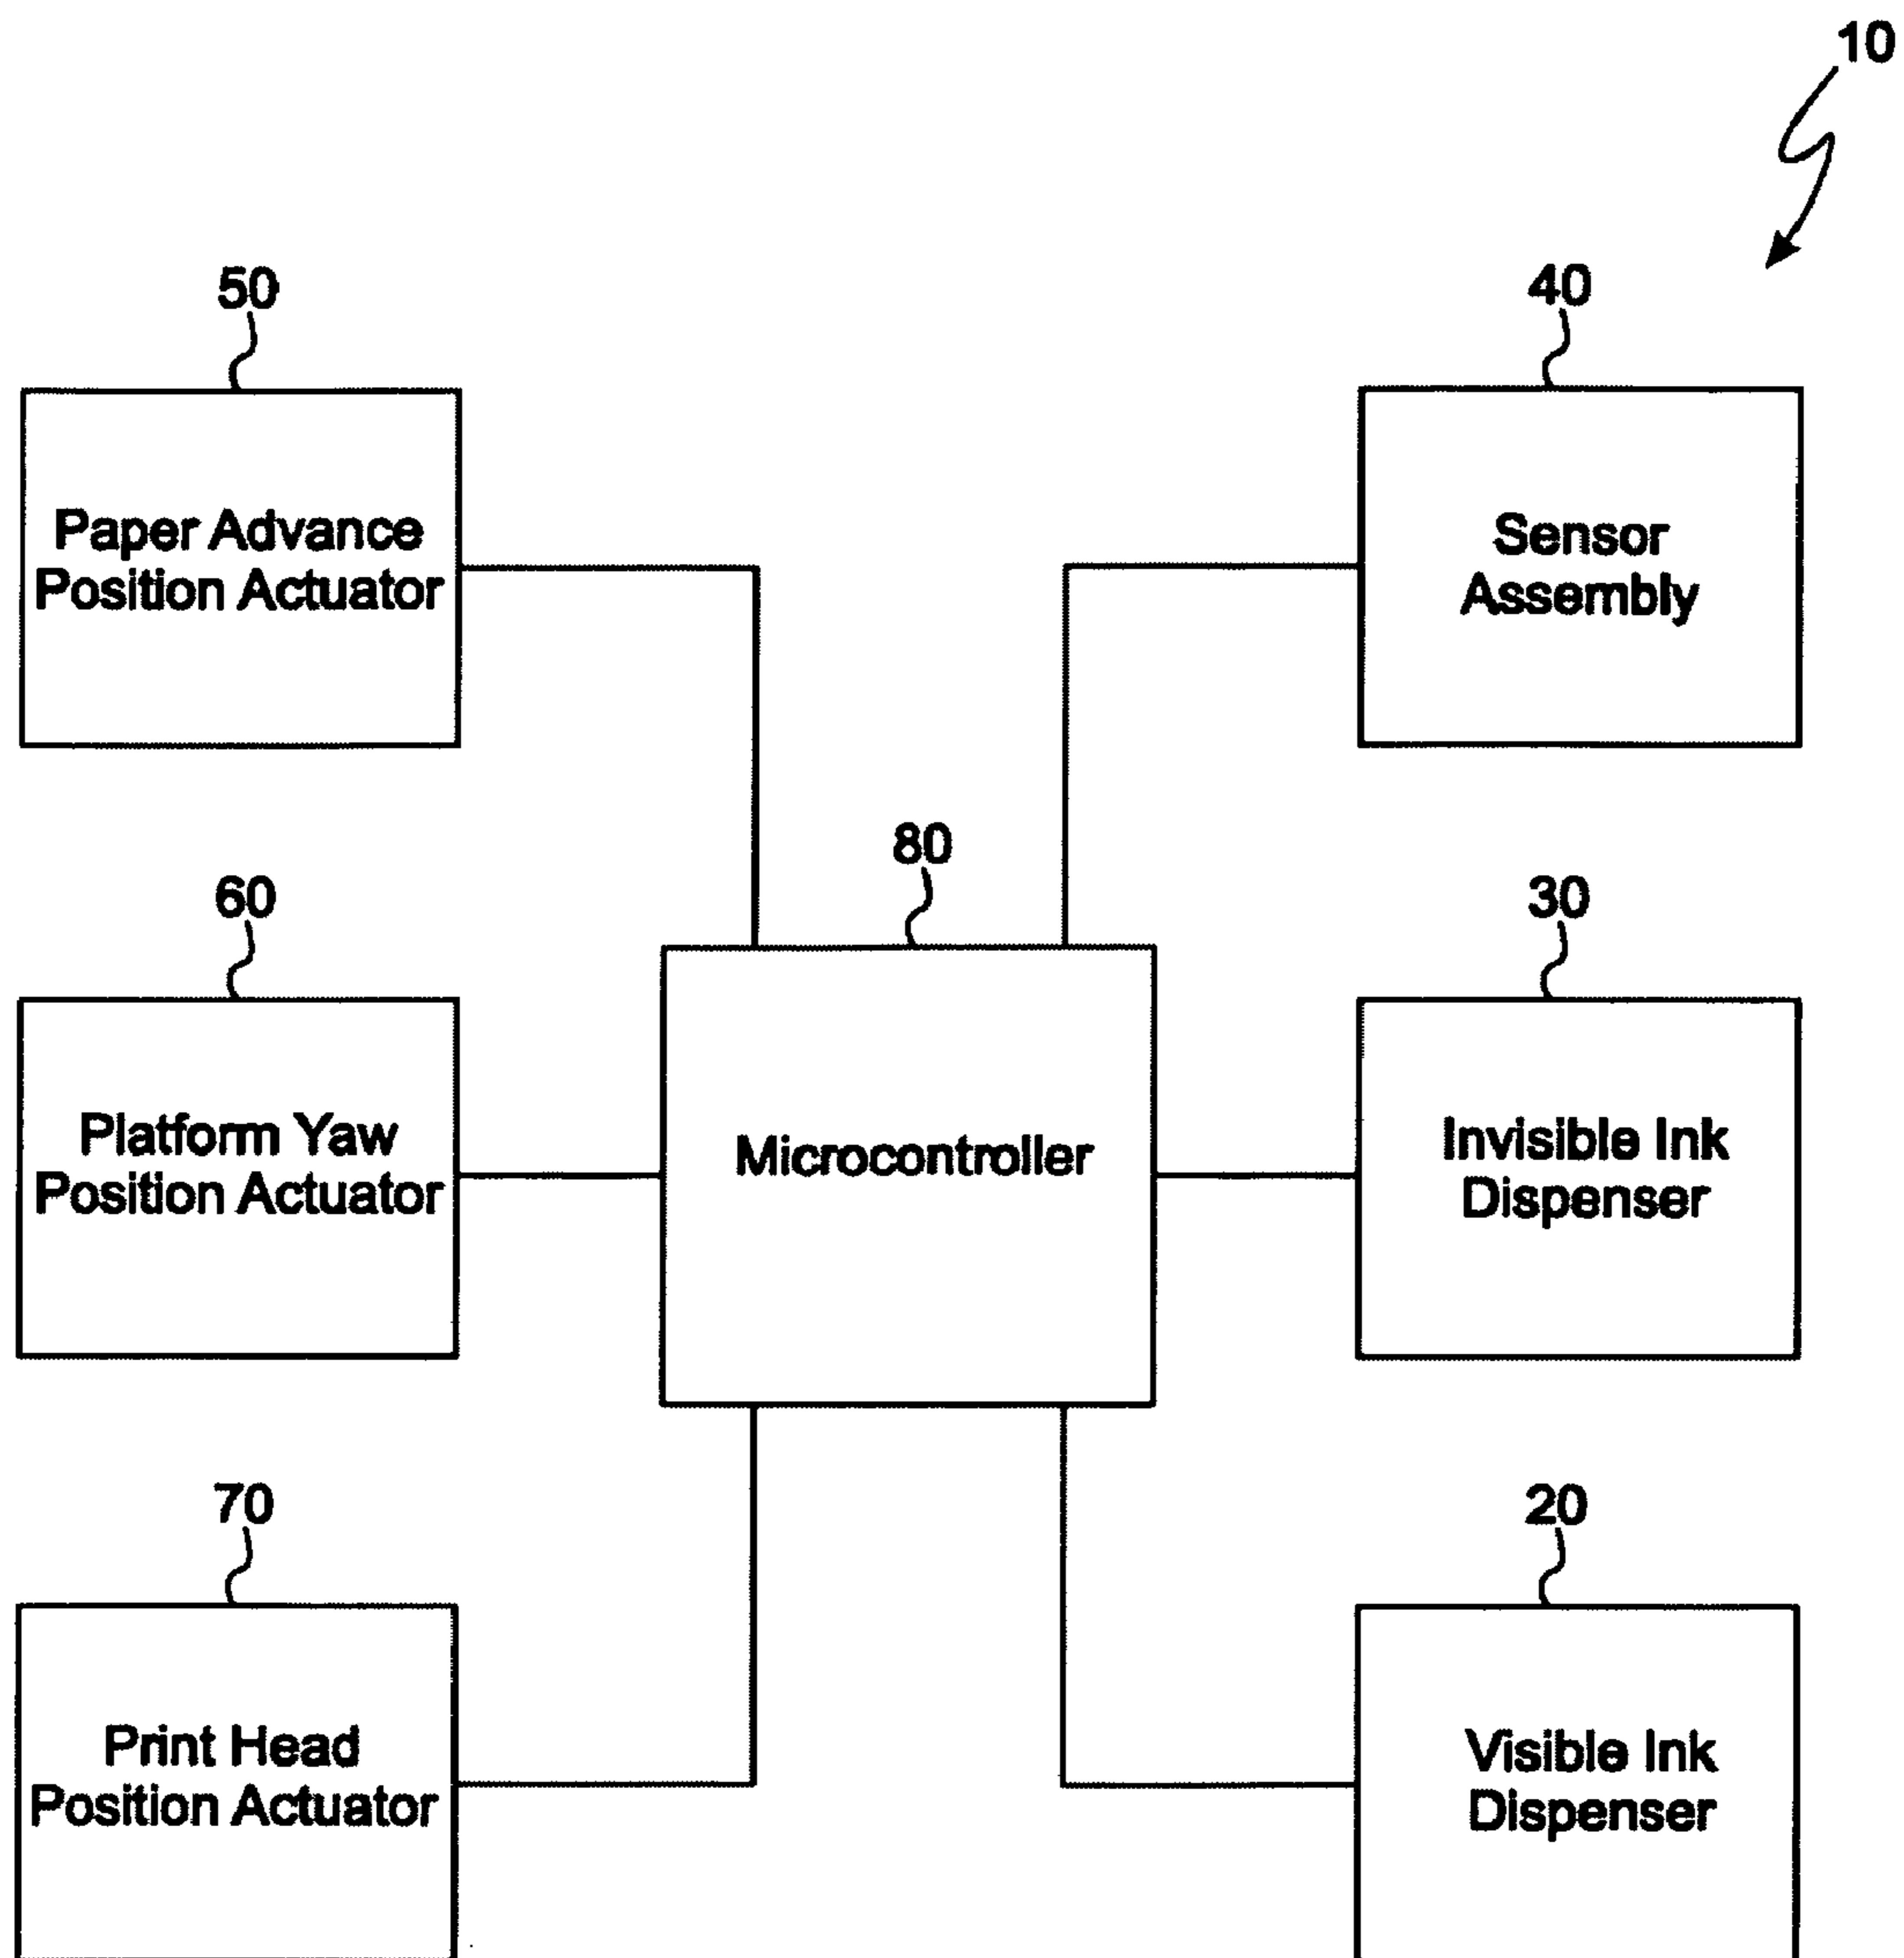 10
50
Paper Advance
Position Actuator
40
Sensor
Assembly
80
Microcontroller
60
Platform Yaw
Position Actuator
30
Invisible Ink
Dispenser
70
Print Head
Position Actuator
20
Visible Ink
Dispenser